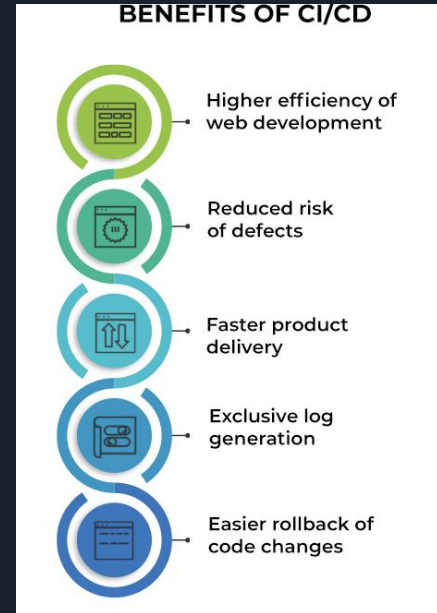 BENEFITS OF CI/CD
Higher efficiency of
web development
Reduced risk
of defects
Faster product
delivery
Exclusive log
generation
Easier rollback of
code changes